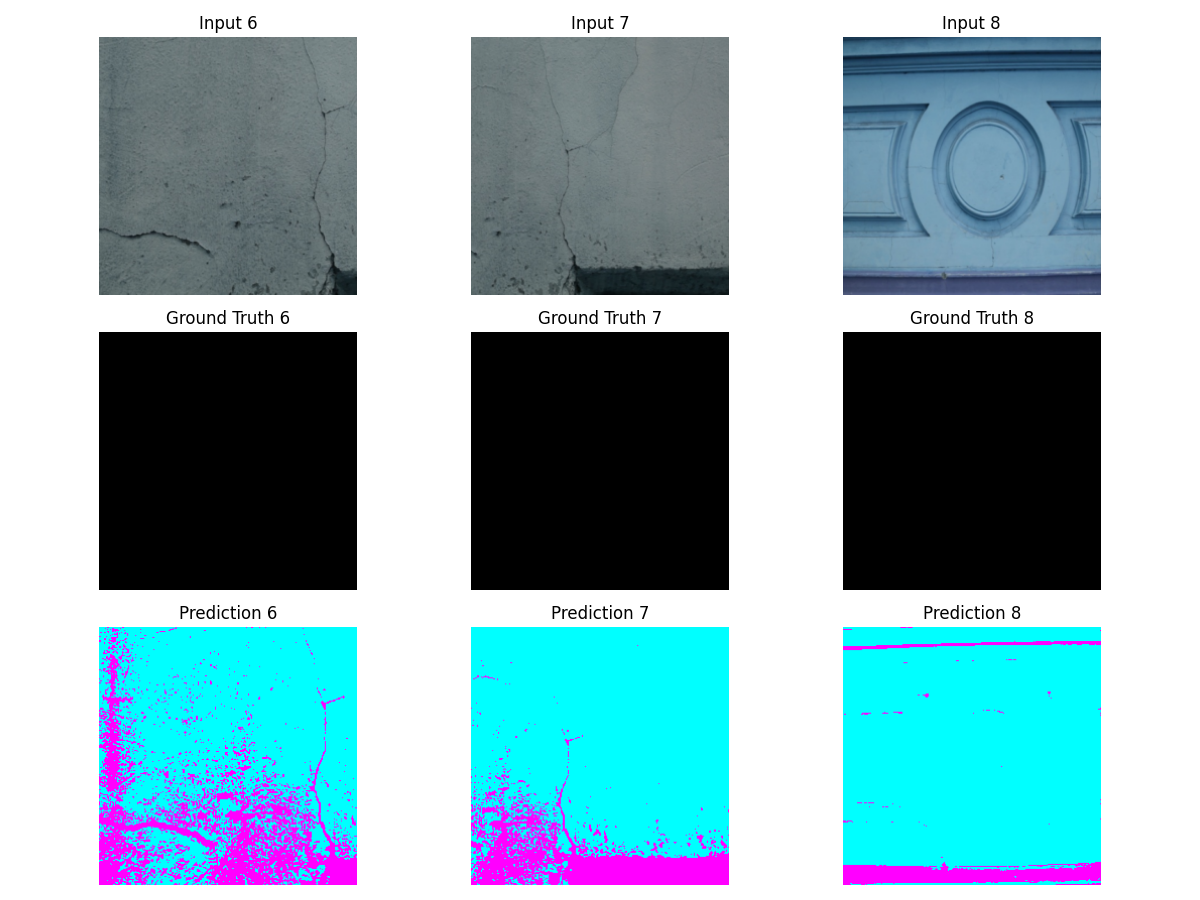 Input 6
Input 7
Input 8
Ground Truth 6
Ground Truth 7
Ground Truth 8
Prediction 6
Prediction 7
Prediction 8